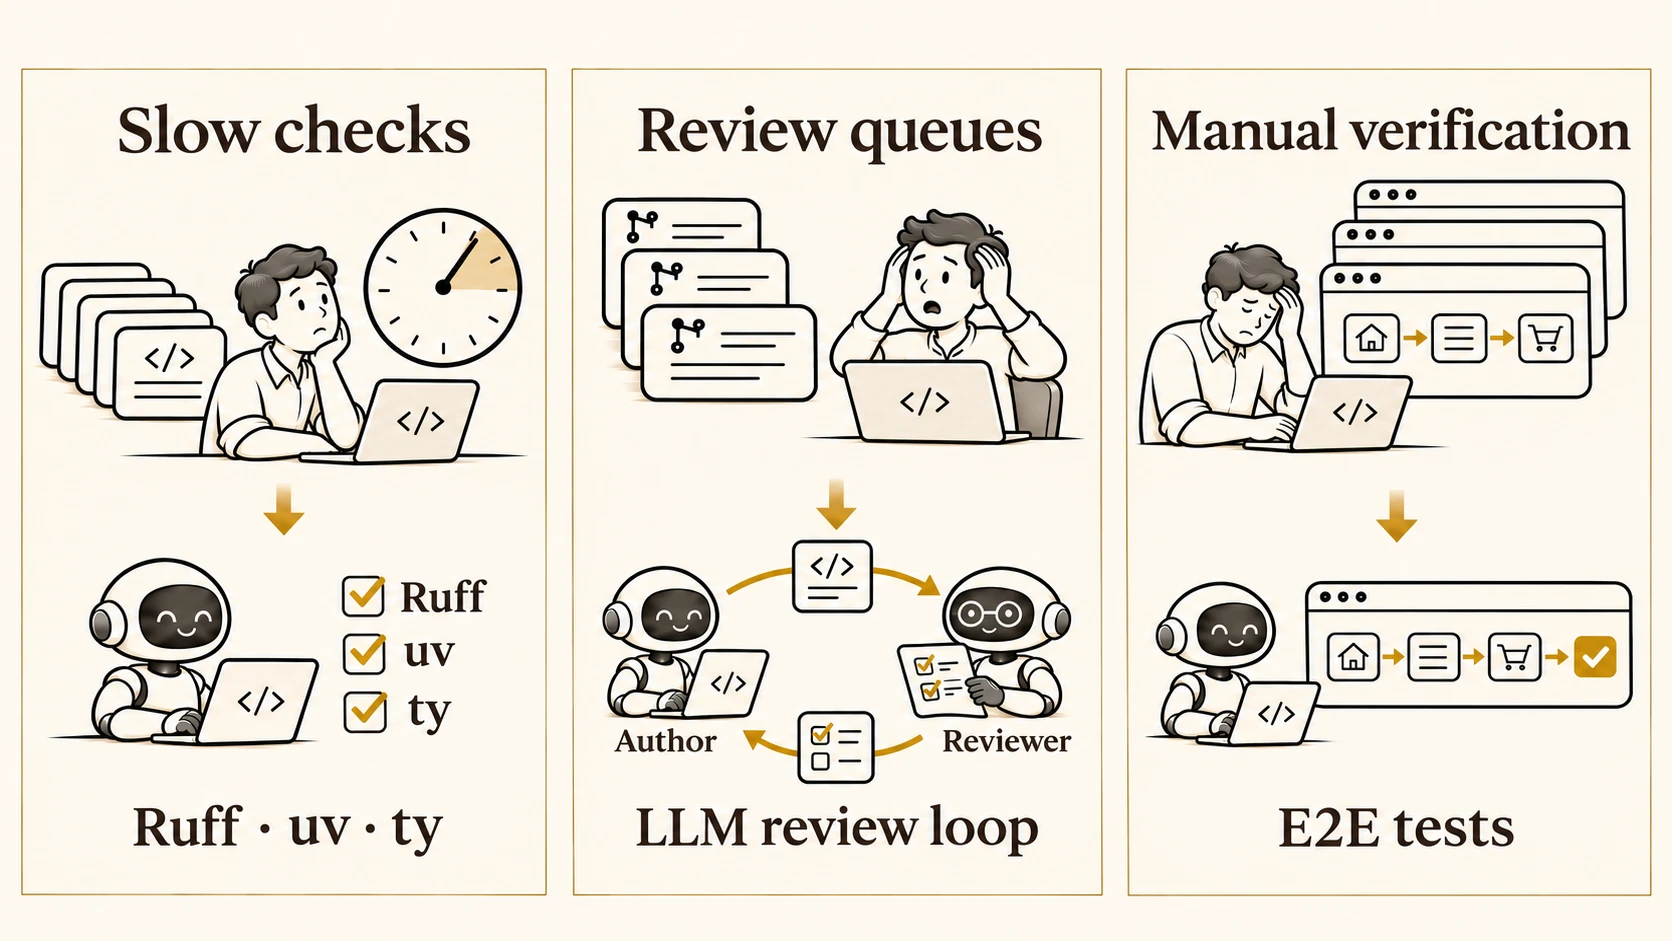 Slow checks
</>
Ruff
uv
ty
Ruff · uv · ty
Review queues
</>
</>
</>
Author
Reviewer
LLM review loop
Manual verification
</>
</>
E2E tests